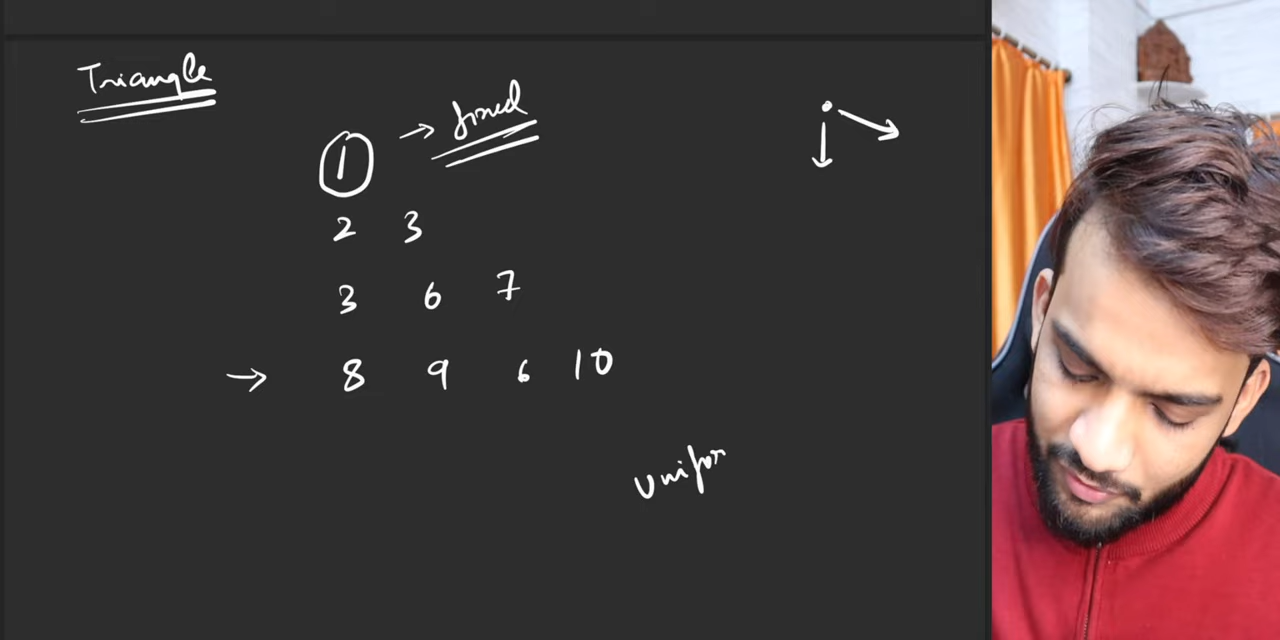 Triangle
1 → fixed
2 3
3 6 7
→ 8 9 6 10
unifor